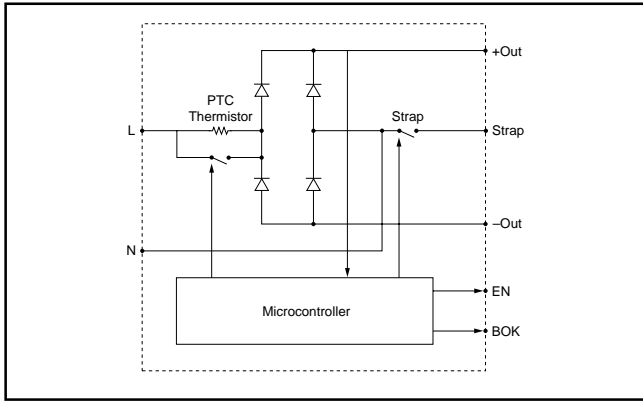 +Out
PTC
Thermistor
Strap
L
Strap
–Out
N
EN
Microcontroller
BOK